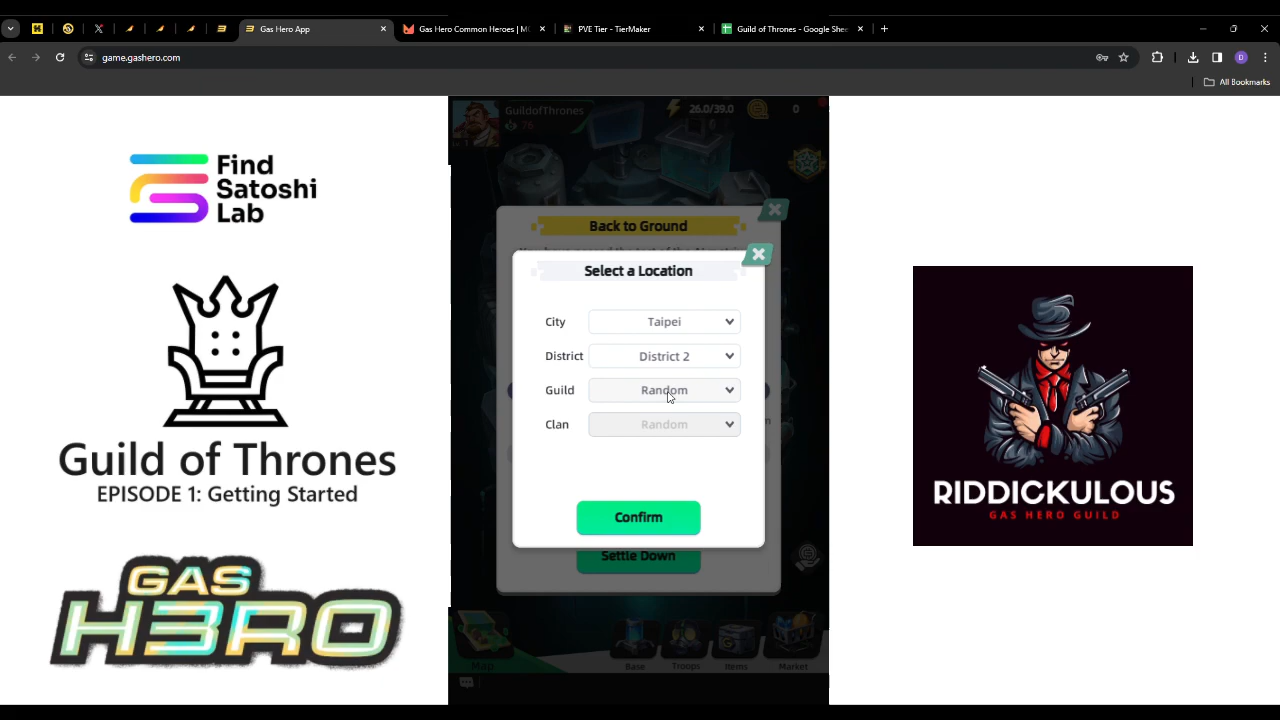 Gas Hero App
Gas Hero Common Heroes | M
PVE Tier - TierMaker
Guild of Thrones - Google Shee
game.gashero.com
All Bookmarks
Find
Satoshi
Lab
Guild of Thrones
EPISODE 1: Getting Started
GAS
H3RO
GuildofThrones
76
26.0/39.0
0
Back to Ground
Select a Location
City
Taipei
District
District 2
Guild
Random
Clan
Random
Confirm
Settle Down
Map
Base
Troops
Items
Market
RIDDICKULOUS
GAS HERO GUILD